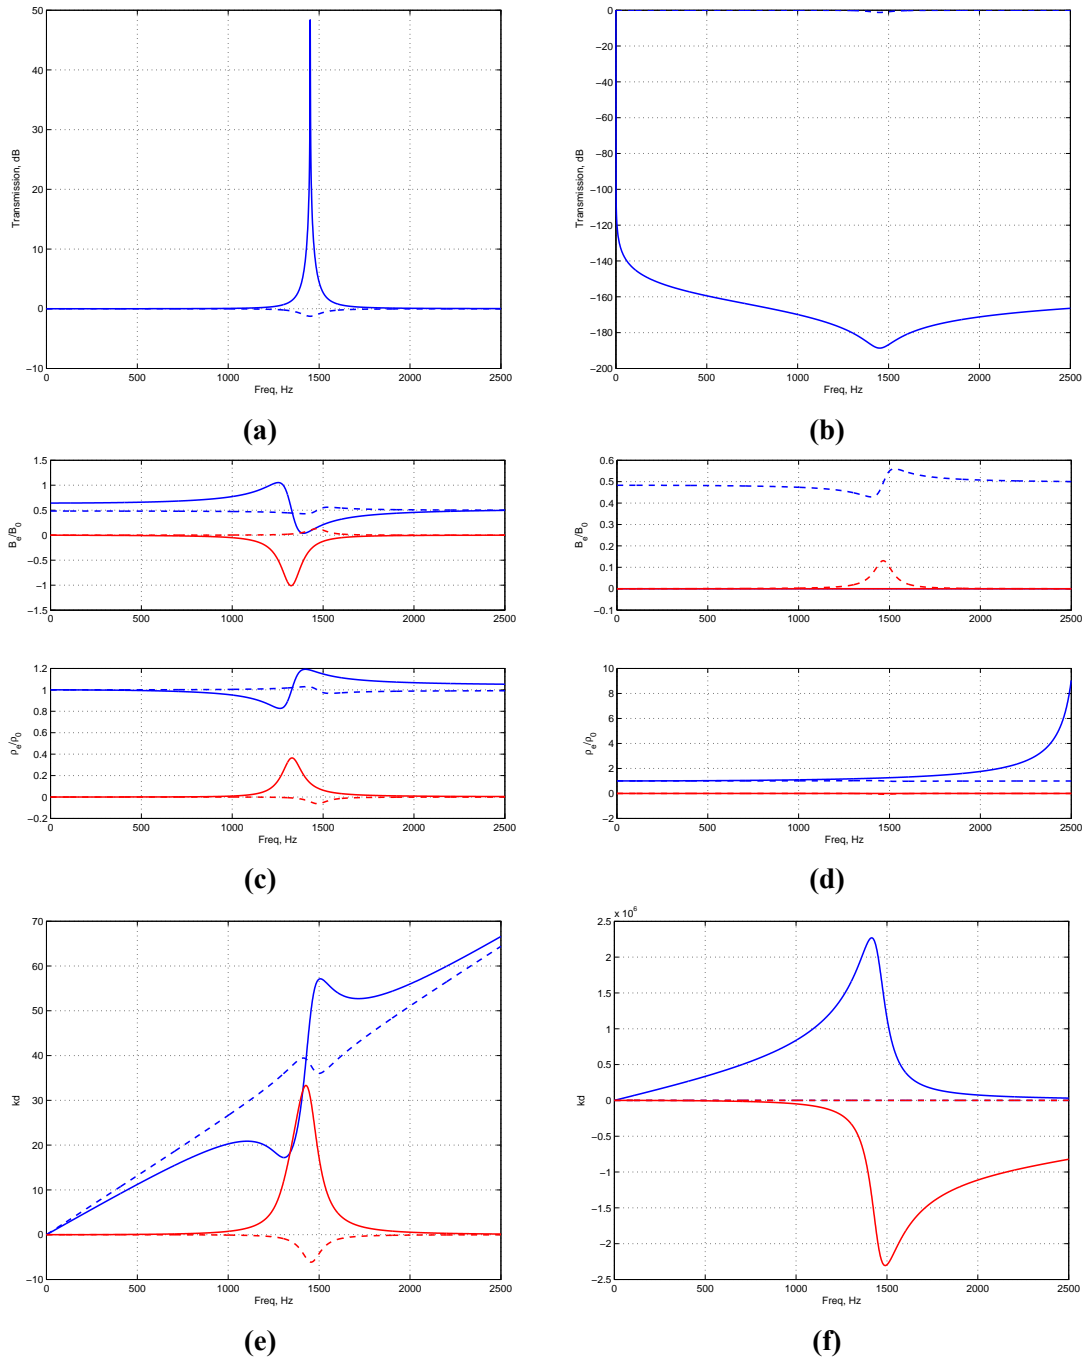 50
40
30
20
10
0
−10
0 500 1000 1500 2000 2500
Transmission, dB
Freq, Hz
(a)
0
−20
−40
−60
−80
−100
−120
−140
−160
−180
−200
0 500 1000 1500 2000 2500
Transmission, dB
Freq, Hz
(b)
1.5
1
0.5
0
−0.5
−1
−1.5
0 500 1000 1500 2000 2500
B_e/B_0
1.2
1
0.8
0.6
0.4
0.2
0
−0.2
0 500 1000 1500 2000 2500
ρ_e/ρ_0
Freq, Hz
(c)
0.6
0.5
0.4
0.3
0.2
0.1
0
−0.1
0 500 1000 1500 2000 2500
B_e/B_0
10
8
6
4
2
0
−2
0 500 1000 1500 2000 2500
ρ_e/ρ_0
Freq, Hz
(d)
70
60
50
40
30
20
10
0
−10
0 500 1000 1500 2000 2500
kd
Freq, Hz
(e)
x 10^6
2.5
2
1.5
1
0.5
0
−0.5
−1
−1.5
−2
−2.5
0 500 1000 1500 2000 2500
kd
Freq, Hz
(f)